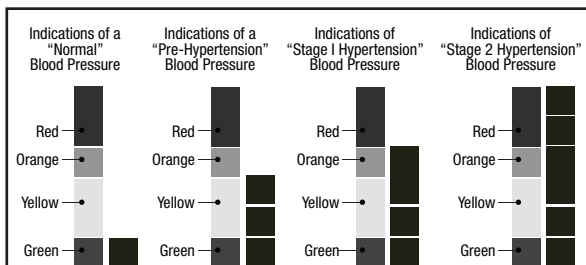 Indications of a
“Normal”
Blood Pressure
Red
Orange
Yellow
Green
Indications of a
“Pre-Hypertension”
Blood Pressure
Red
Orange
Yellow
Green
Indications of
“Stage I Hypertension”
Blood Pressure
Red
Orange
Yellow
Green
Indications of
“Stage 2 Hypertension”
Blood Pressure
Red
Orange
Yellow
Green